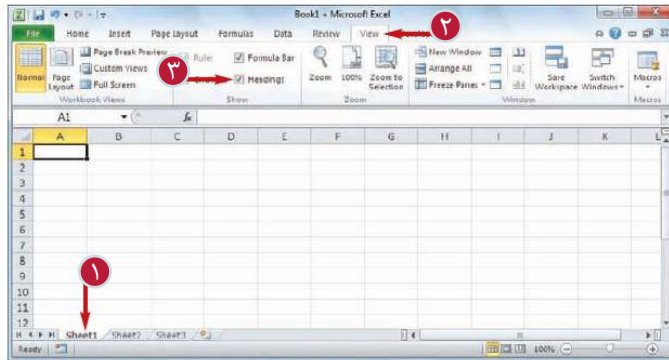 Book1 - Microsoft Excel
File Home Insert Page Layout Formulas Data Review View
۲
Normal Page Layout Page Break Preview Custom Views Full Screen
Workbook Views
Ruler Formula Bar Headings
Show
۳
Zoom 100% Zoom to Selection
Zoom
New Window Arrange All Freeze Panes
Save Workspace Switch Windows
Window
Macros
Macros
A1 fx
A B C D E F G H I J K L
1
2
3
4
5
6
7
8
9
10
11
12
۱
Sheet1 Sheet2 Sheet3
Ready 100%